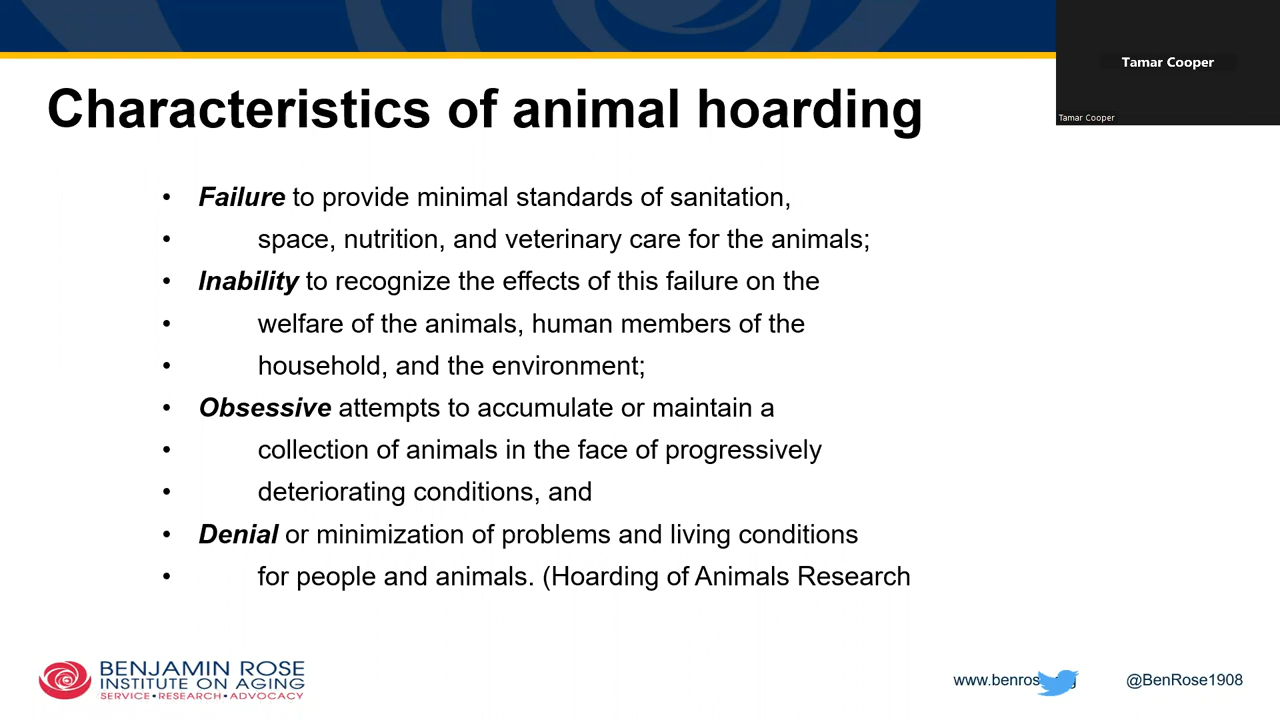 Tamar Cooper
Tamar Cooper
Characteristics of animal hoarding
• Failure to provide minimal standards of sanitation,
• space, nutrition, and veterinary care for the animals;
• Inability to recognize the effects of this failure on the
• welfare of the animals, human members of the
• household, and the environment;
• Obsessive attempts to accumulate or maintain a
• collection of animals in the face of progressively
• deteriorating conditions, and
• Denial or minimization of problems and living conditions
• for people and animals. (Hoarding of Animals Research
BENJAMIN ROSE
INSTITUTE ON AGING
SERVICE • RESEARCH • ADVOCACY
@BenRose1908